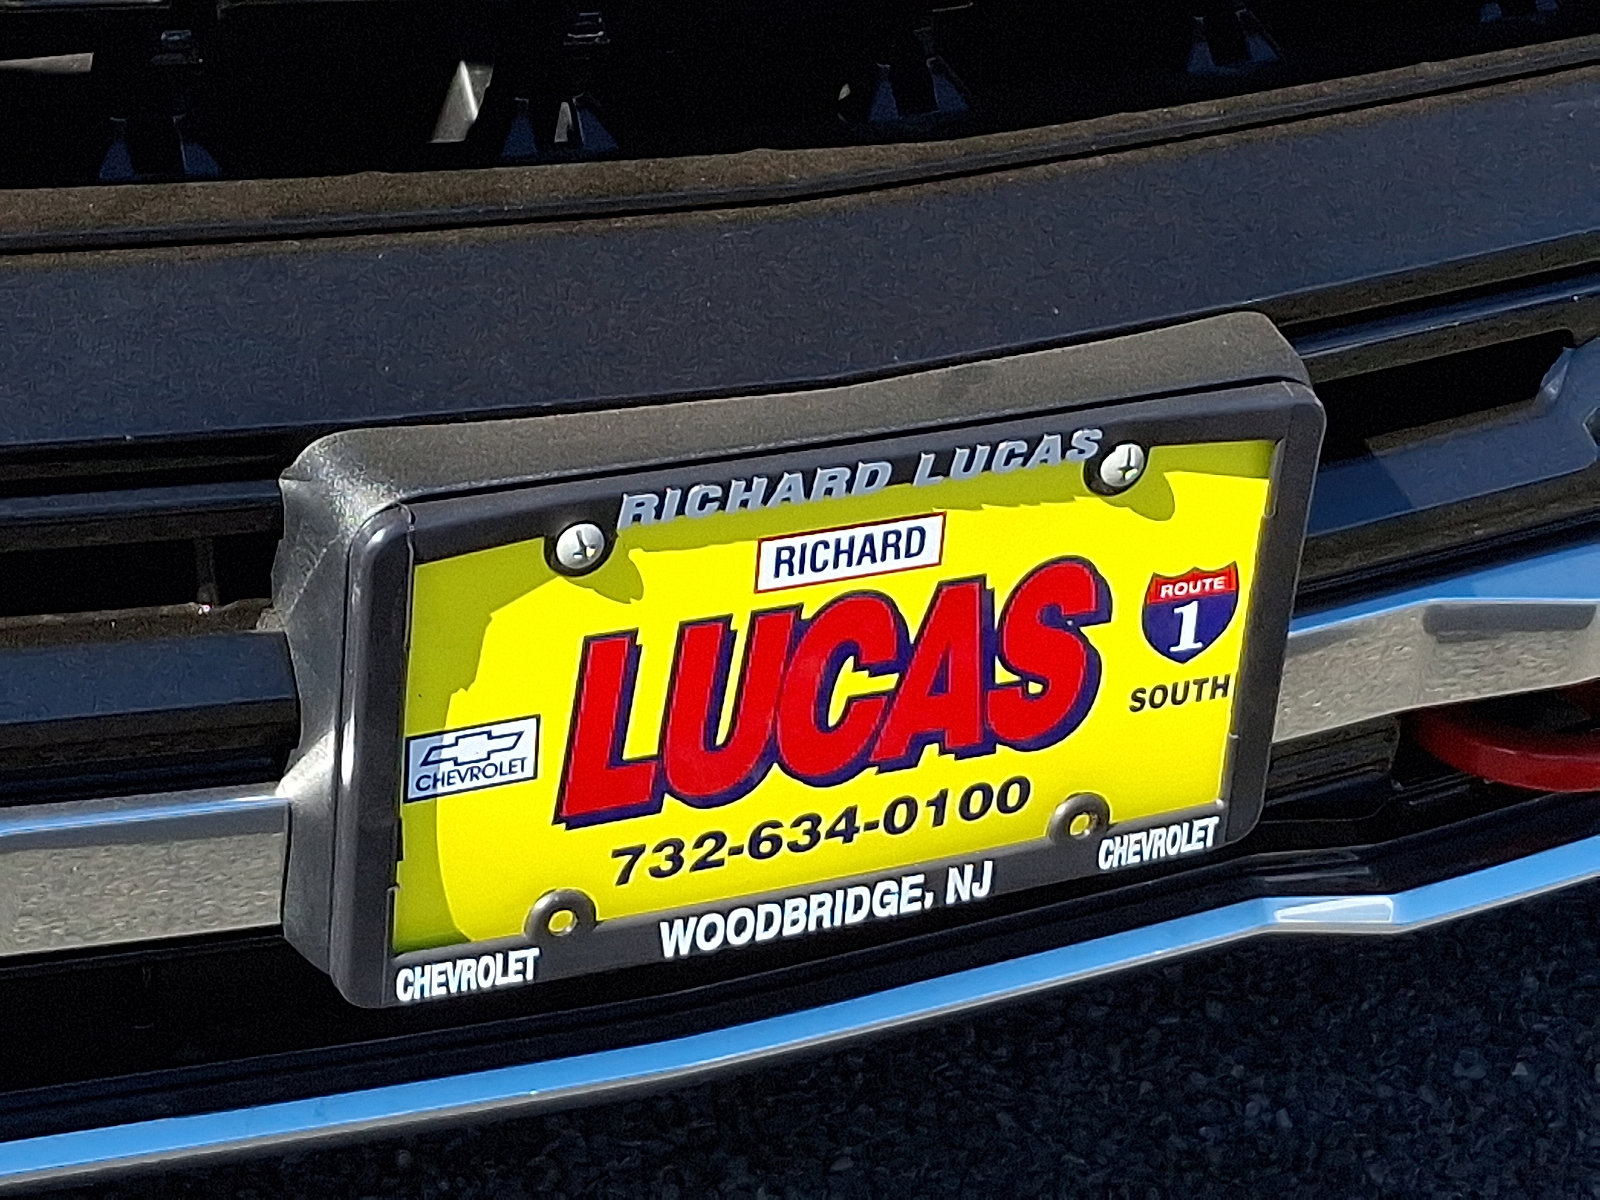 RICHARD LUCAS
RICHARD
LUCAS
ROUTE
1
SOUTH
CHEVROLET
732-634-0100
CHEVROLET
WOODBRIDGE, NJ
CHEVROLET